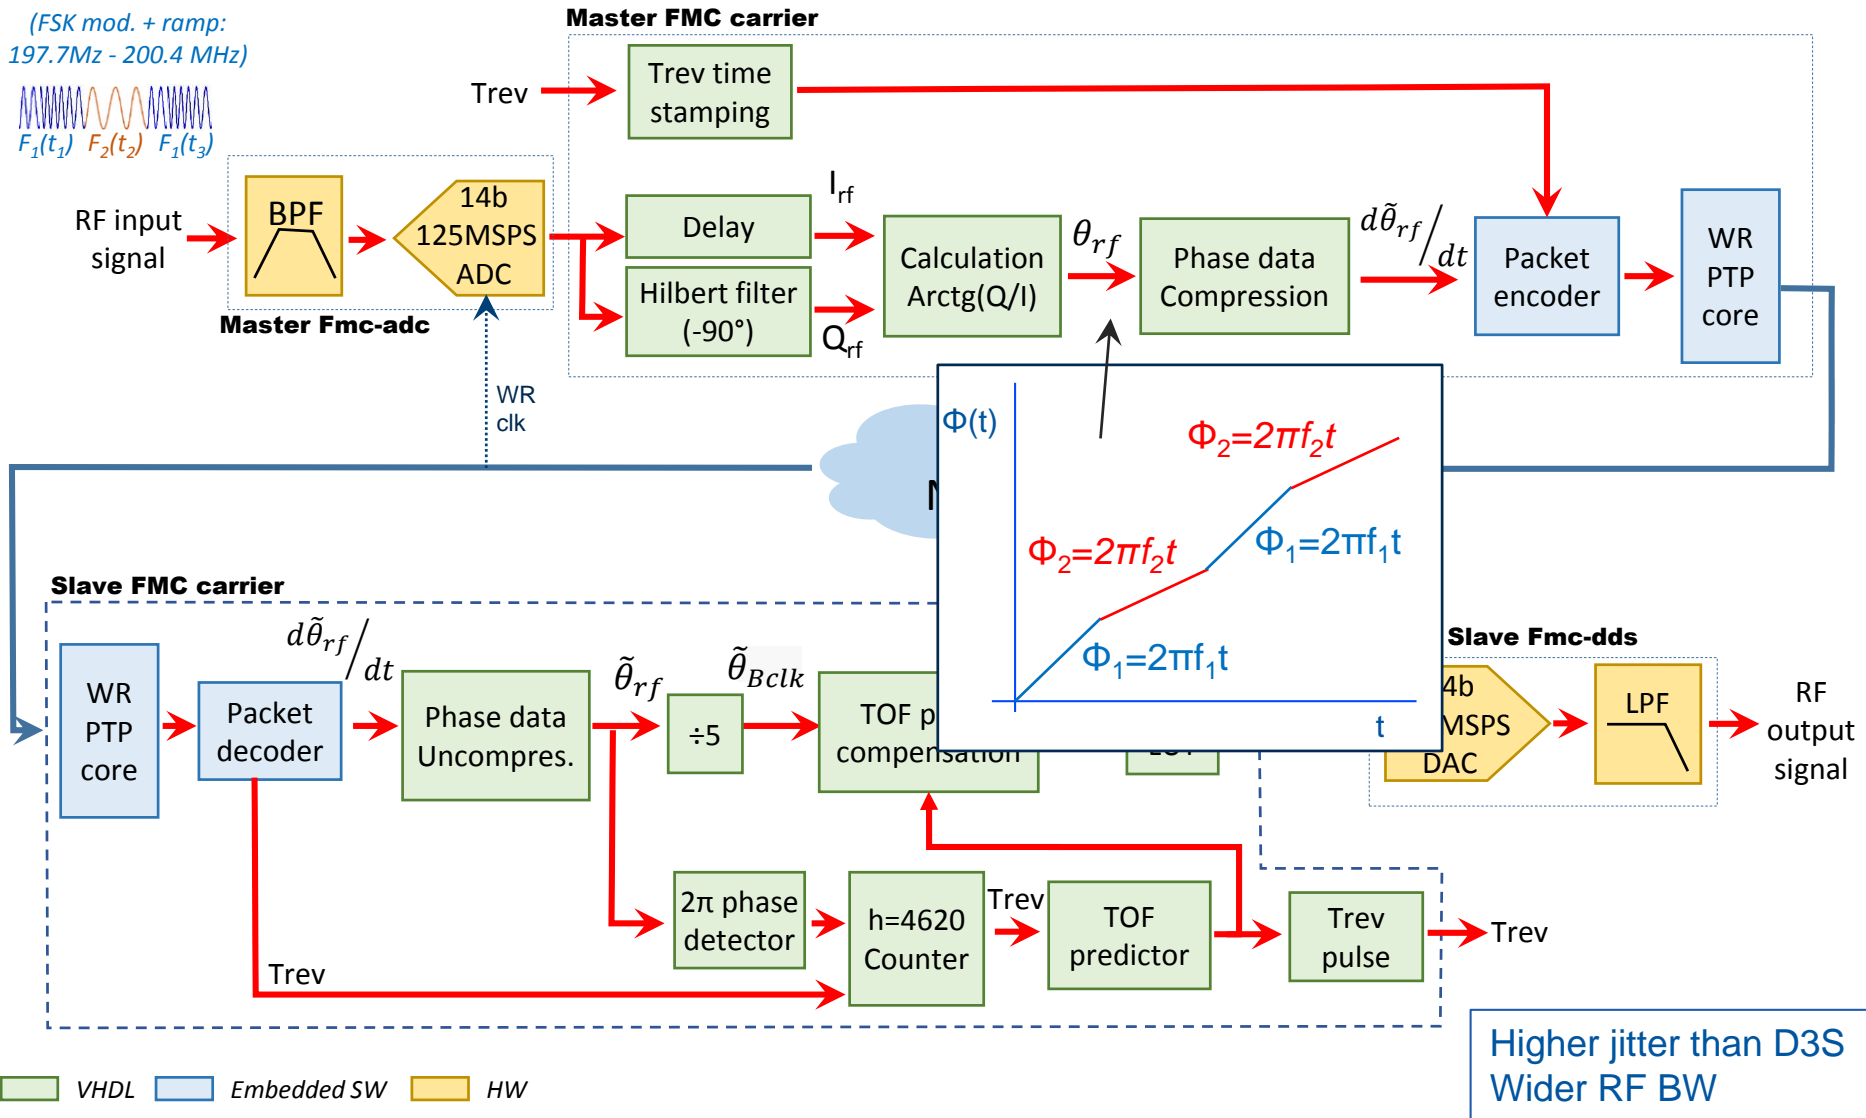 (FSK mod. + ramp:
197.7Mz - 200.4 MHz)
F1(t1) F2(t2) F1(t3)
Master FMC carrier
Trev
Trev time
stamping
RF input
signal
BPF
14b
125MSPS
ADC
Master Fmc-adc
WR
clk
Delay
Irf
Hilbert filter
(-90°)
Qrf
Calculation
Arctg(Q/I)
θrf
Phase data
Compression
dθ̃rf/dt
Packet
encoder
WR
PTP
core
Φ(t)
Φ2=2πf2t
Φ2=2πf2t
Φ1=2πf1t
Φ1=2πf1t
t
Slave FMC carrier
WR
PTP
core
Packet
decoder
dθ̃rf/dt
Phase data
Uncompres.
θ̃rf
÷5
θ̃Bclk
TOF p
compensation
Slave Fmc-dds
4b
MSPS
DAC
LPF
RF
output
signal
2π phase
detector
h=4620
Counter
Trev
TOF
predictor
Trev
pulse
Trev
Trev
Higher jitter than D3S
Wider RF BW
VHDL
Embedded SW
HW